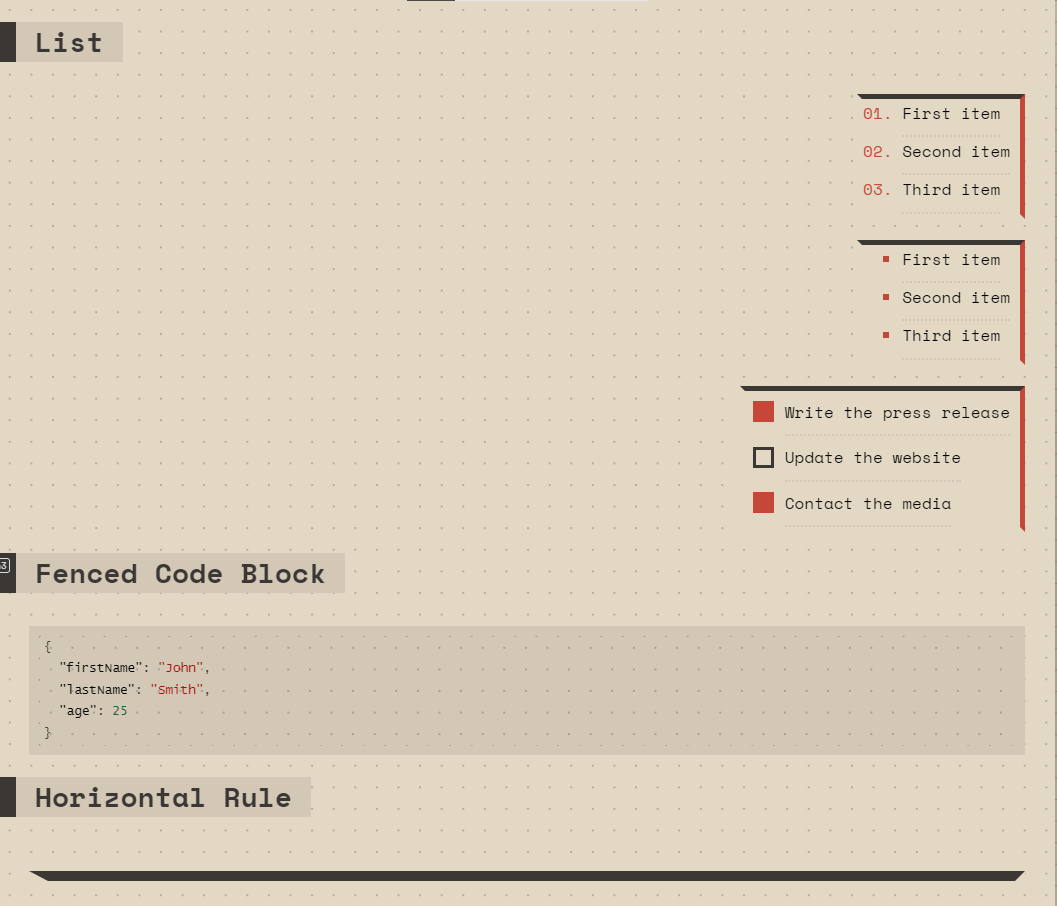 List
01. First item
02. Second item
03. Third item
First item
Second item
Third item
Write the press release
Update the website
Contact the media
Fenced Code Block
{
"firstName": "John",
"lastName": "Smith",
"age": 25
}
Horizontal Rule